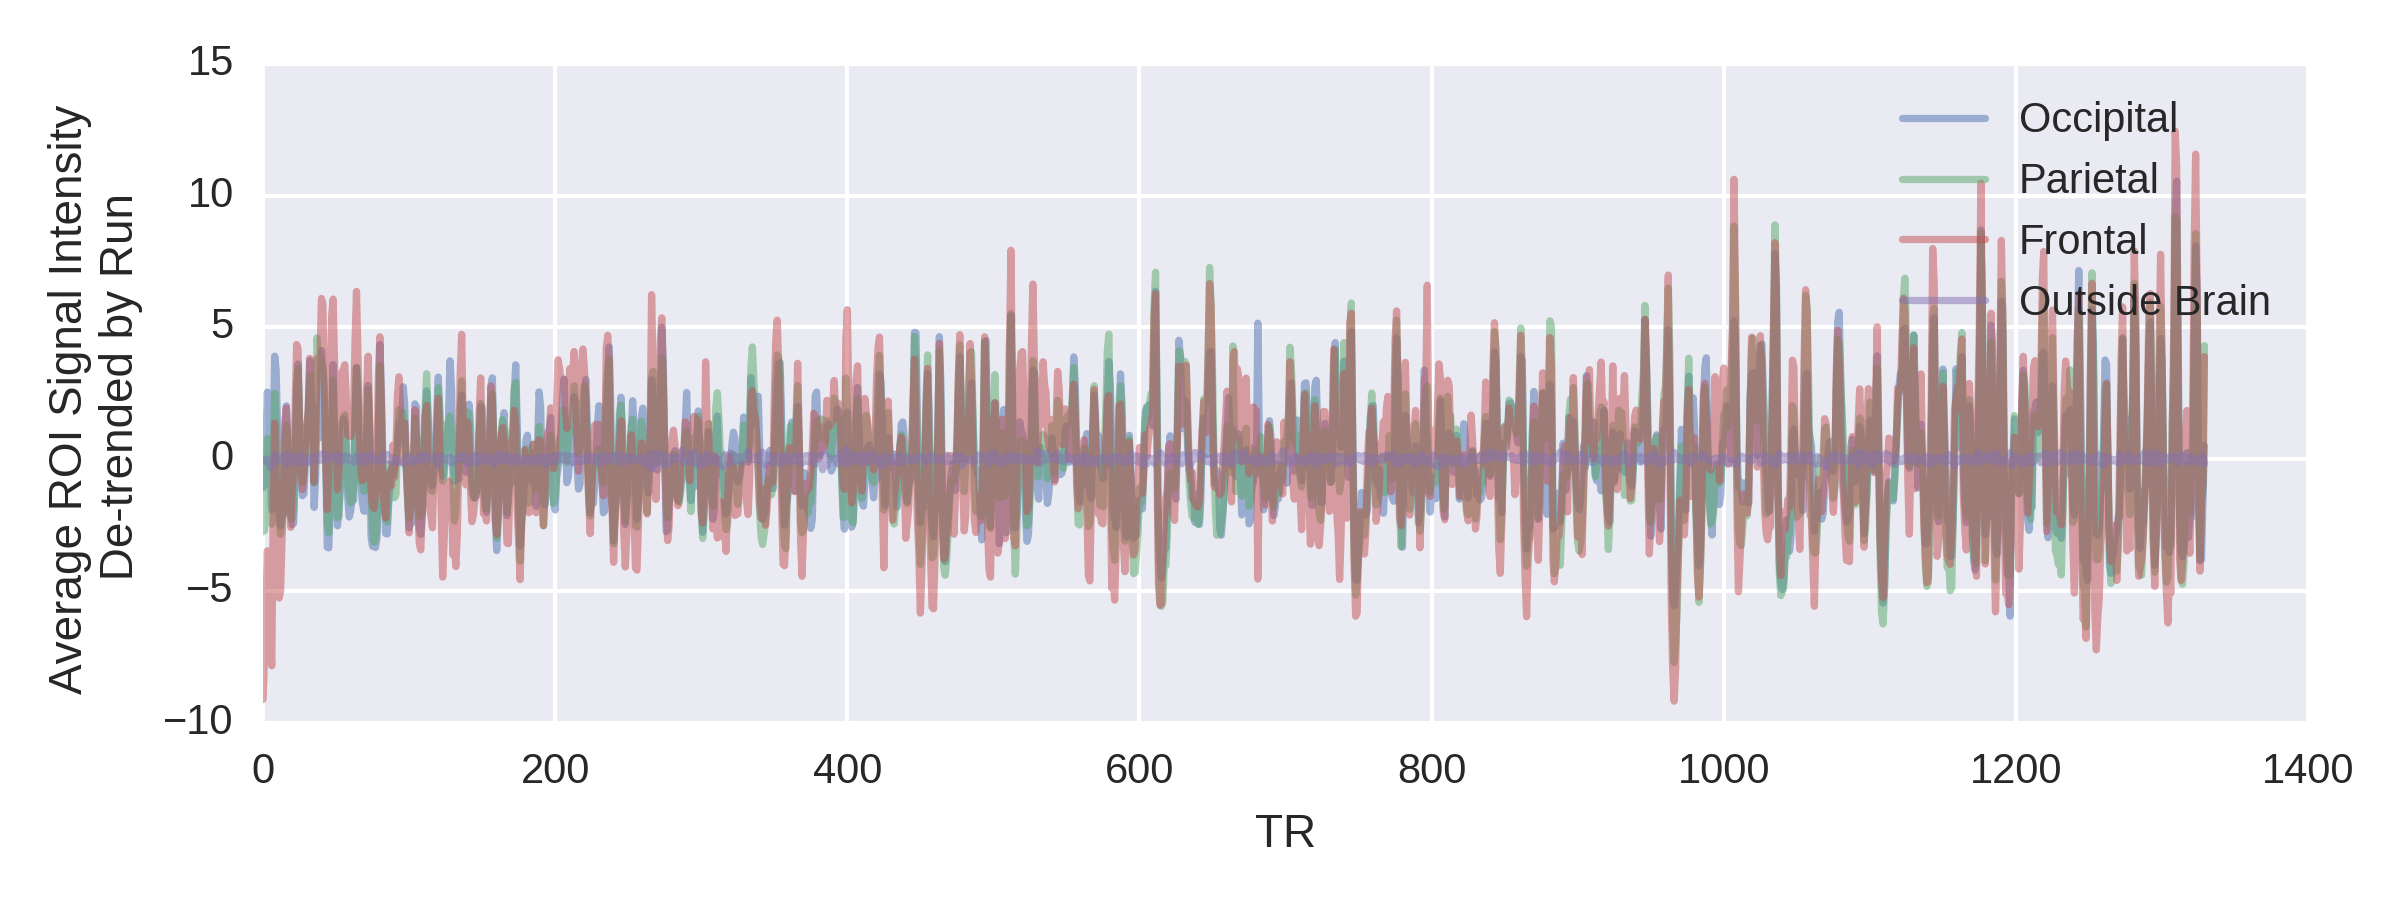 Average ROI Signal Intensity
De-trended by Run
15
10
5
0
−5
−10
Occipital
Parietal
Frontal
Outside Brain
0 200 400 600 800 1000 1200 1400
TR